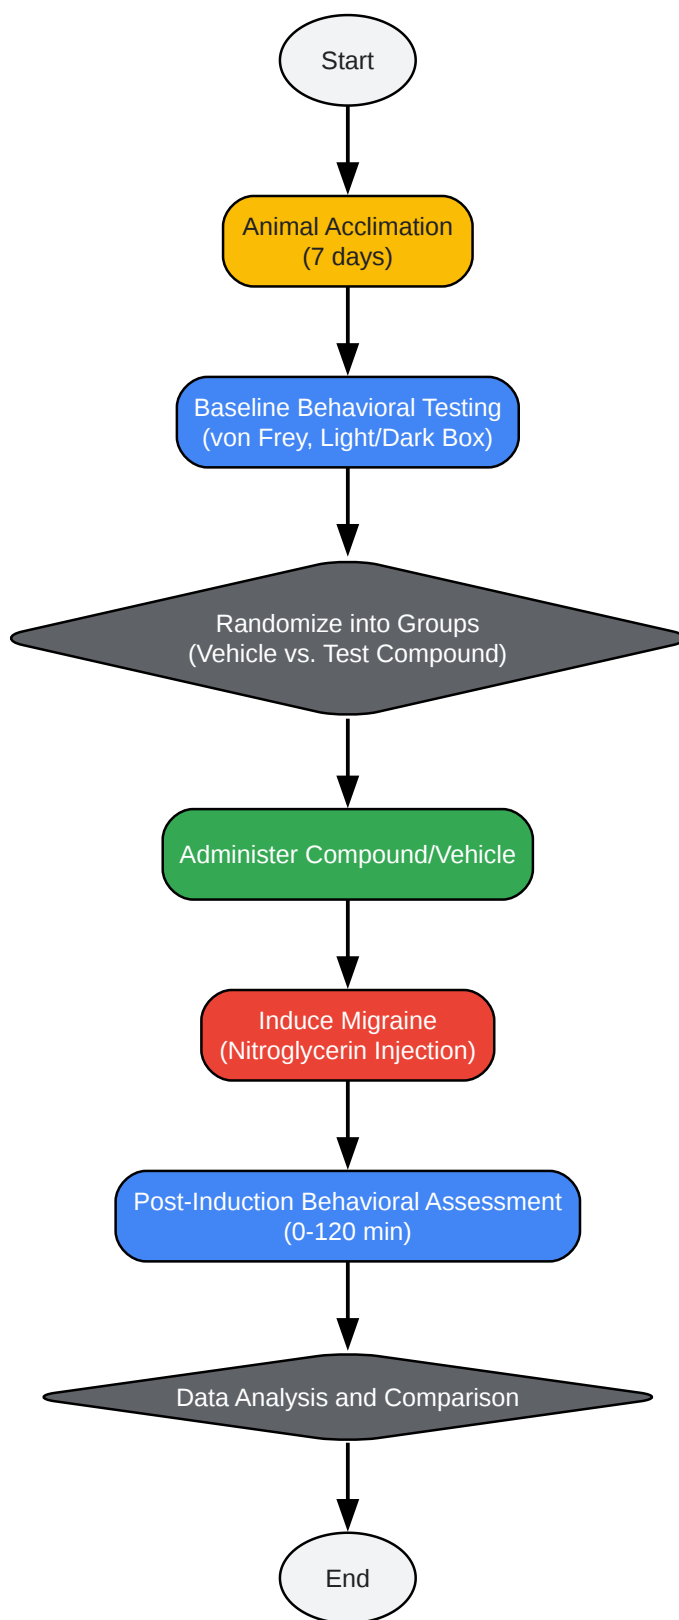 Start
Animal Acclimation
(7 days)
Baseline Behavioral Testing
(von Frey, Light/Dark Box)
Randomize into Groups
(Vehicle vs. Test Compound)
Administer Compound/Vehicle
Induce Migraine
(Nitroglycerin Injection)
Post-Induction Behavioral Assessment
(0-120 min)
Data Analysis and Comparison
End